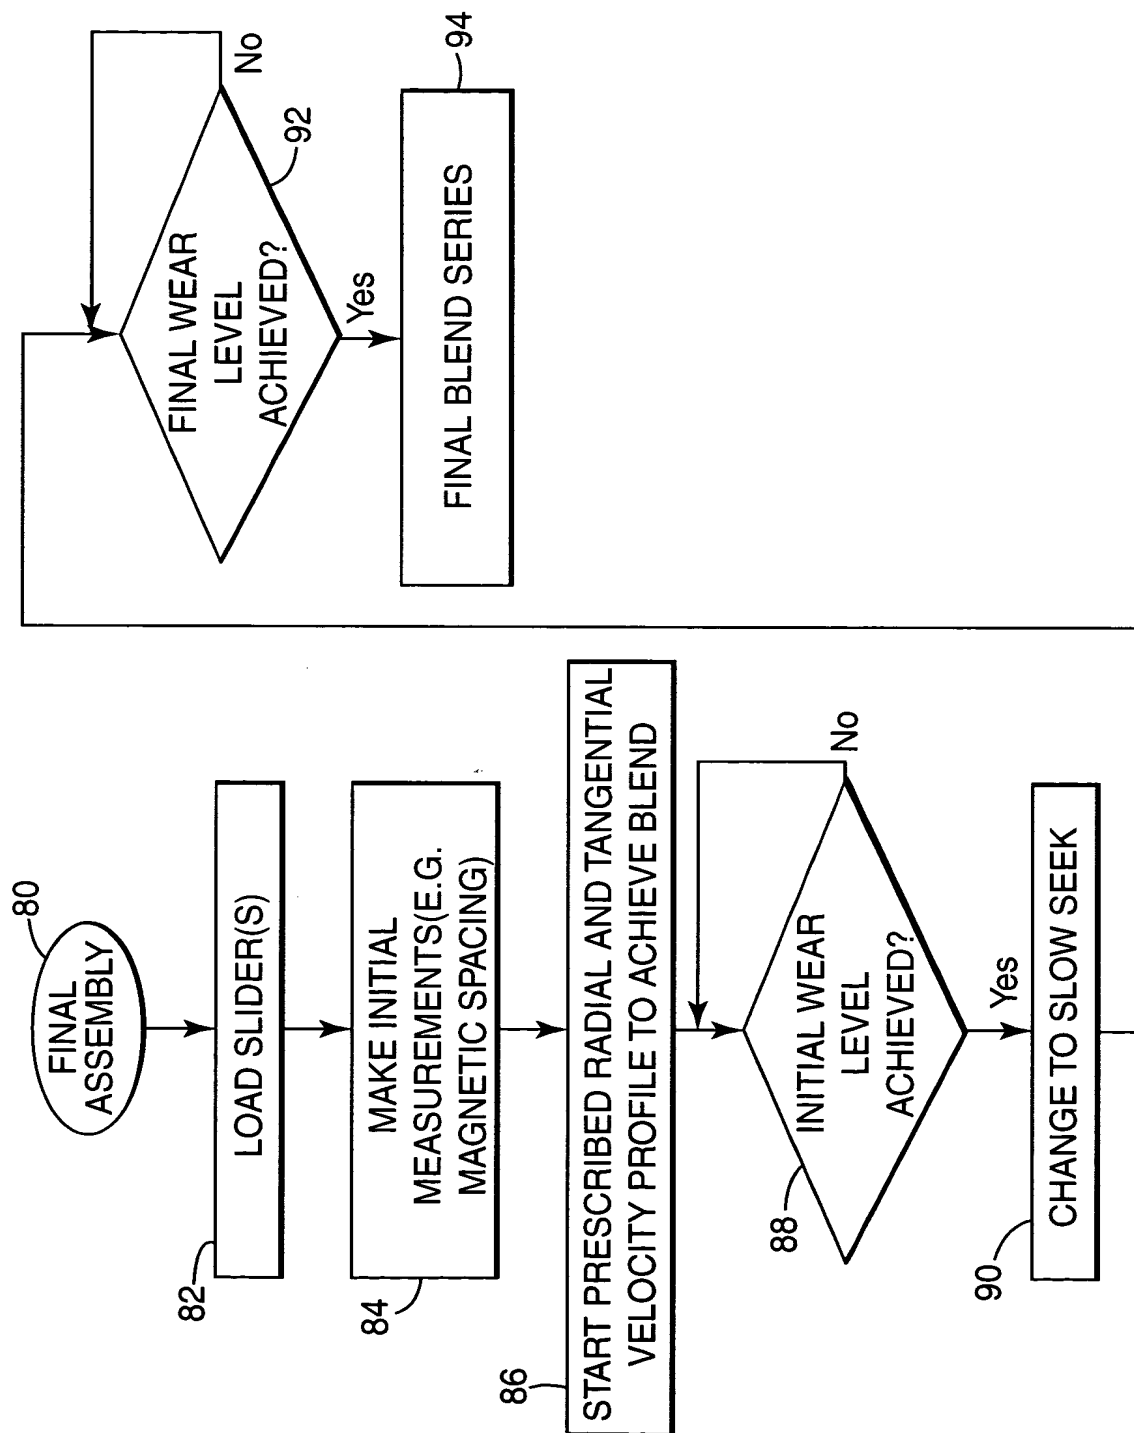 80
FINAL
ASSEMBLY
82
LOAD SLIDER(S)
84
MAKE INITIAL
MEASUREMENTS(E.G.
MAGNETIC SPACING)
86
START PRESCRIBED RADIAL AND TANGENTIAL
VELOCITY PROFILE TO ACHIEVE BLEND
88
INITIAL WEAR
LEVEL
ACHIEVED?
No
Yes
90
CHANGE TO SLOW SEEK
92
FINAL WEAR
LEVEL
ACHIEVED?
No
Yes
94
FINAL BLEND SERIES